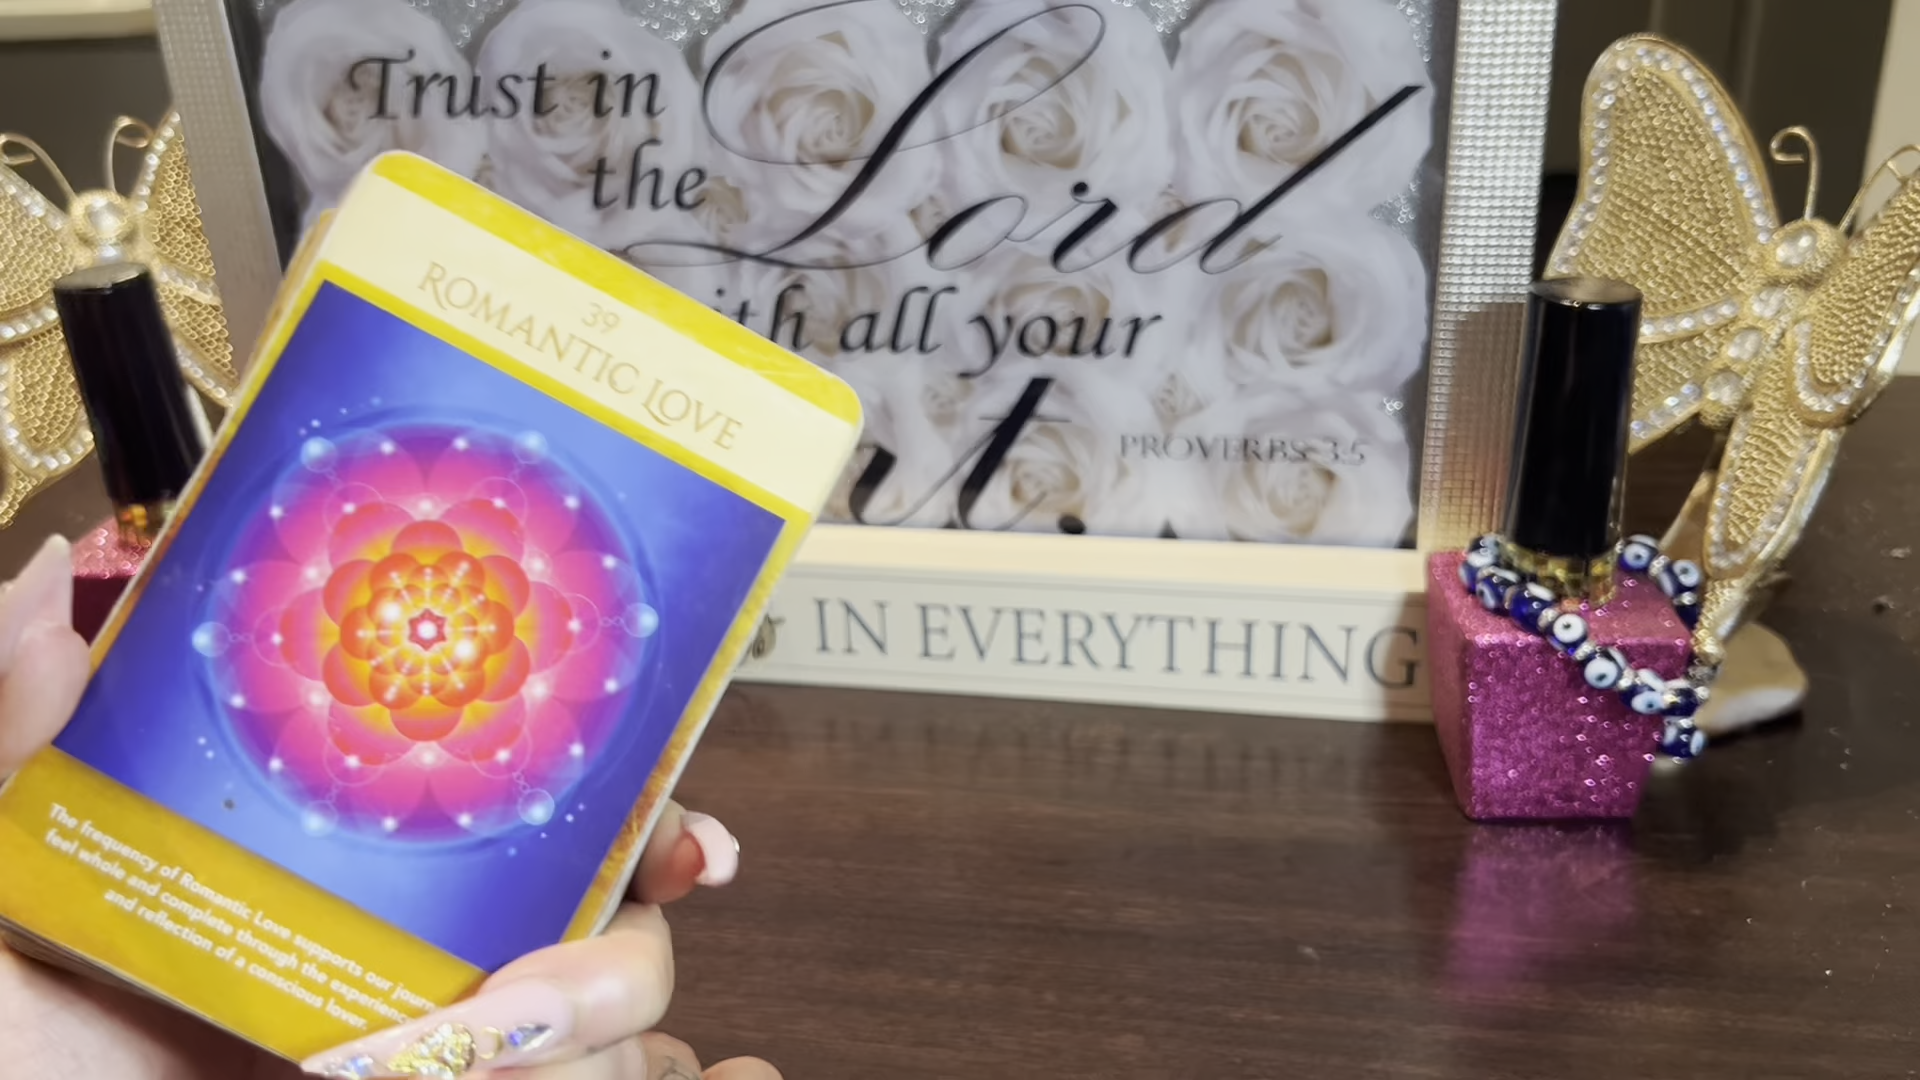 Trust in
the Lord
th all your
t.
PROVERBS 3:5
IN EVERYTHING
39
ROMANTIC LOVE
The frequency of Romantic Love supports our journ
feel whole and complete through the experienc
and reflection of a conscious lover.